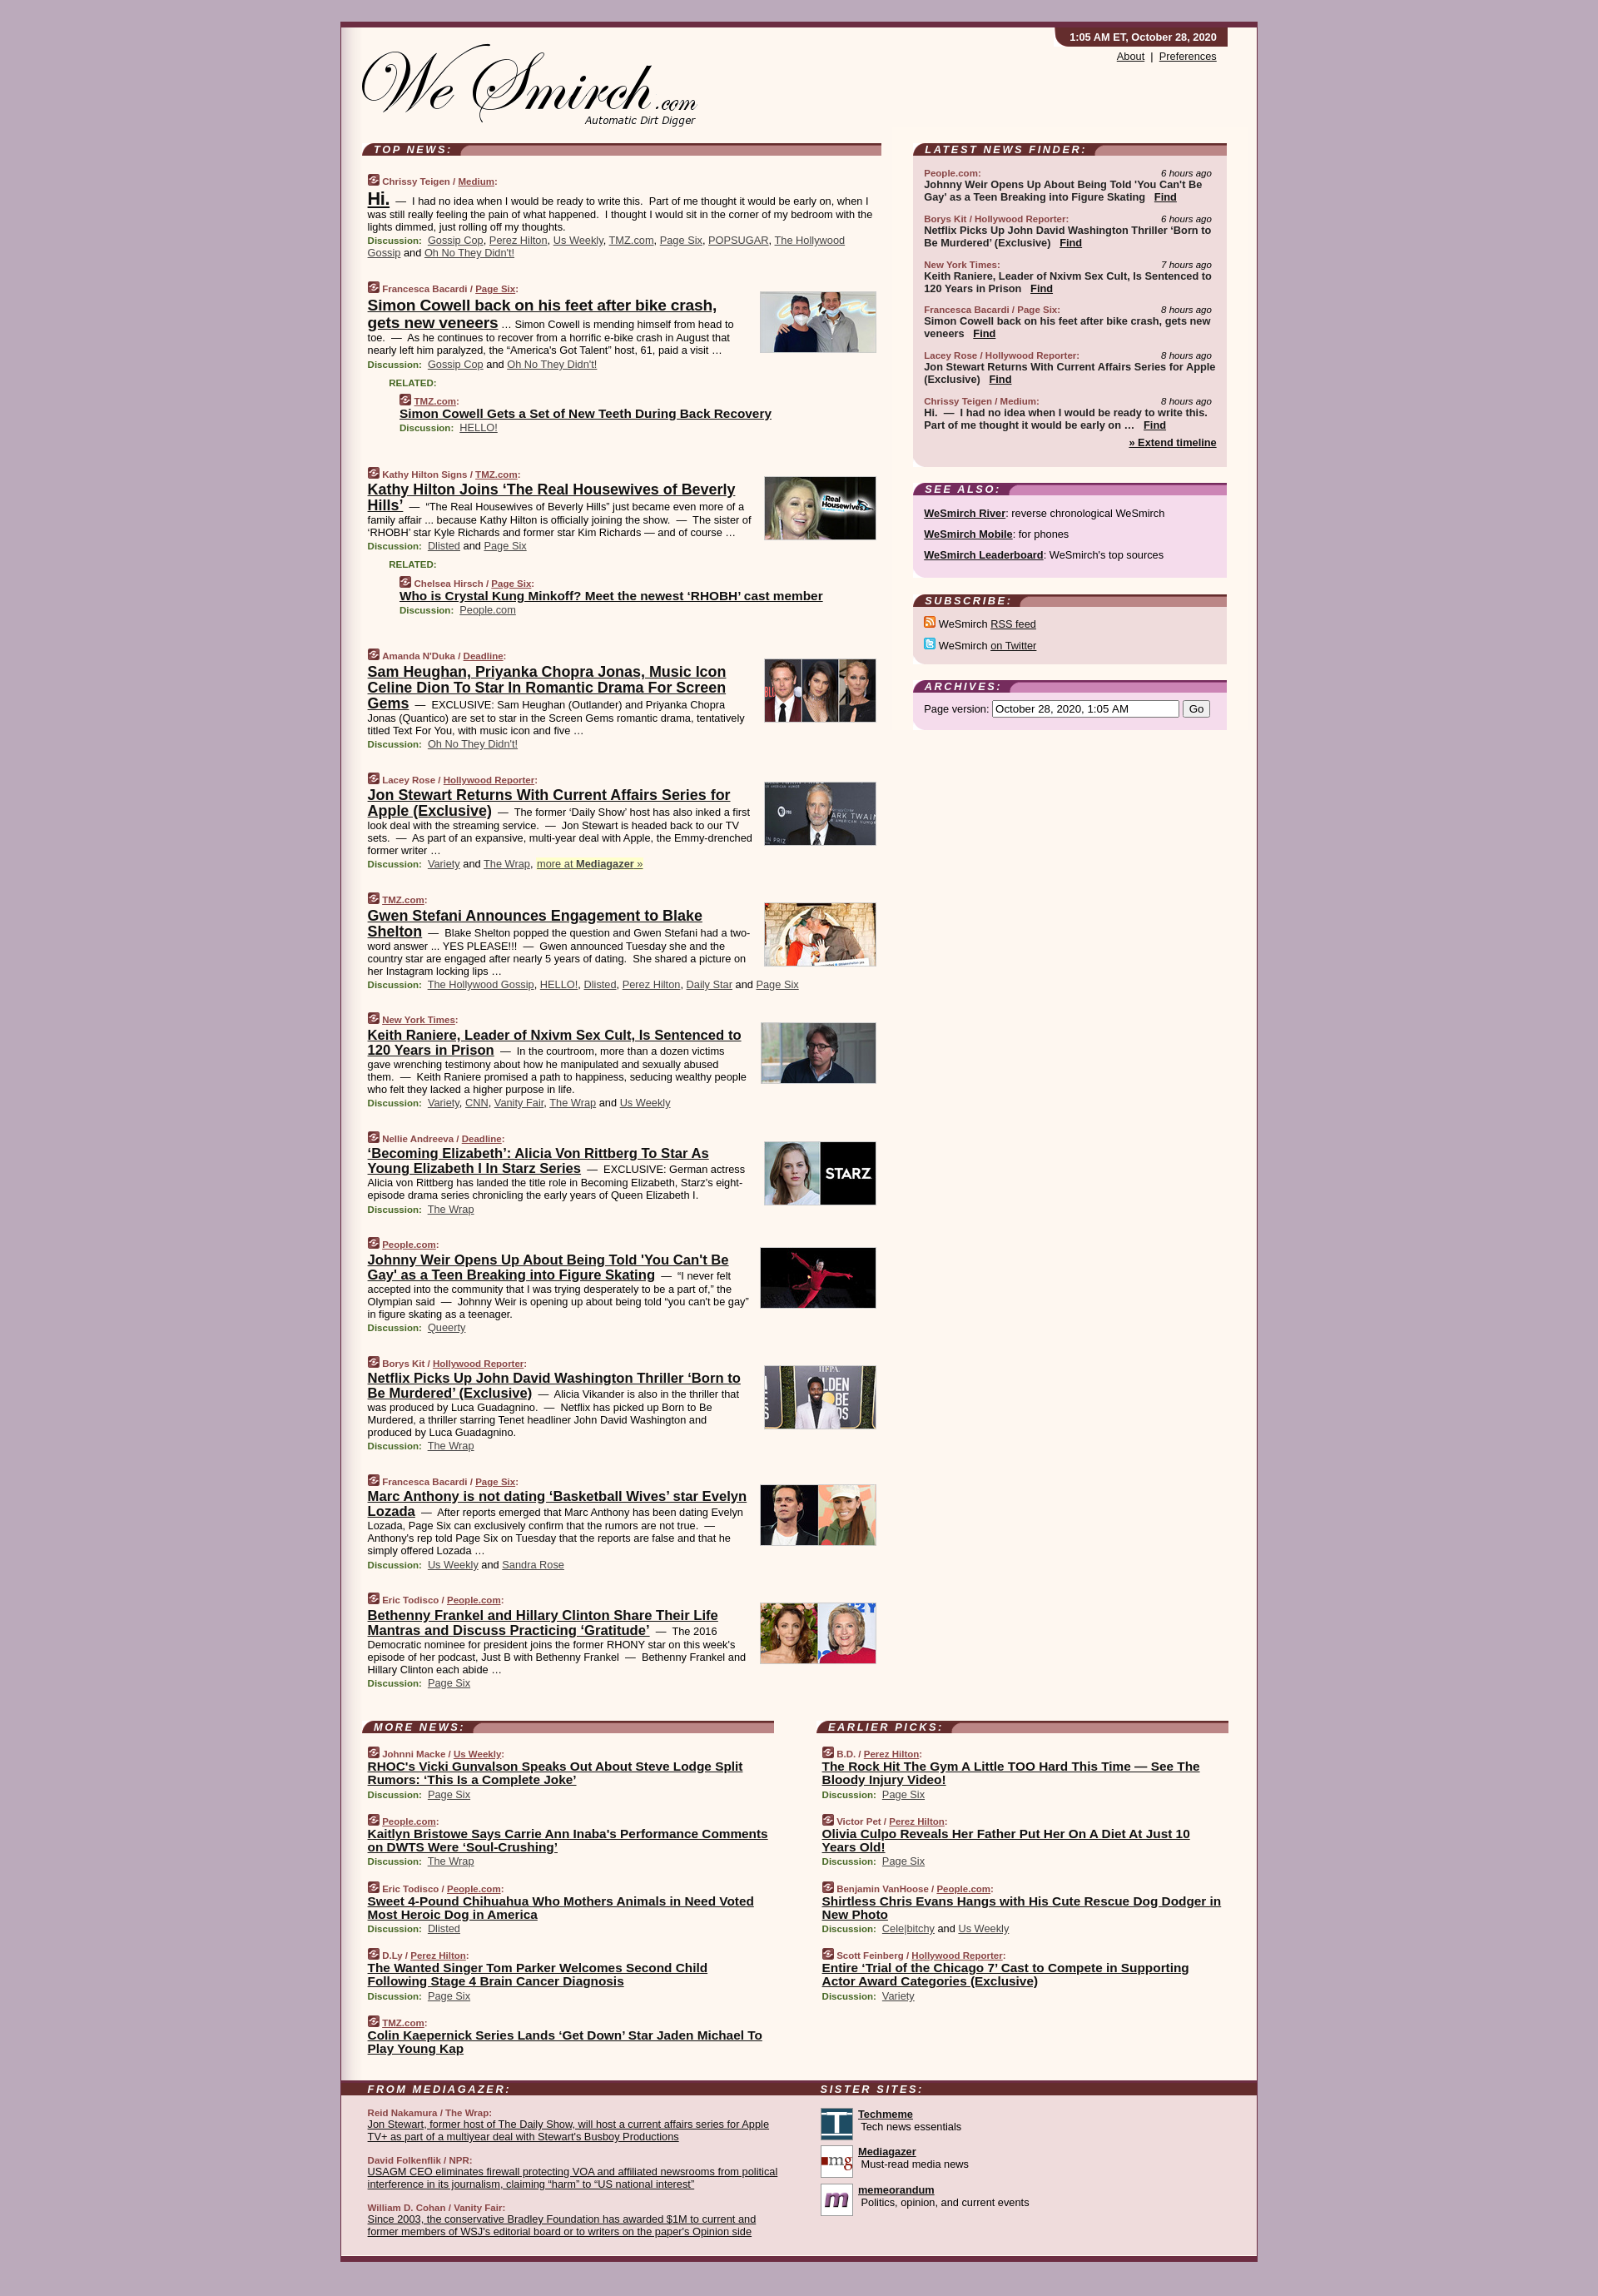 1:05 AM ET, October 28, 2020
About | Preferences
We Smirch .com
Automatic Dirt Digger
TOP NEWS:
Chrissy Teigen / Medium:
Hi. — I had no idea when I would be ready to write this. Part of me thought it would be early on, when I
was still really feeling the pain of what happened. I thought I would sit in the corner of my bedroom with the
lights dimmed, just rolling off my thoughts.
Discussion: Gossip Cop, Perez Hilton, Us Weekly, TMZ.com, Page Six, POPSUGAR, The Hollywood
Gossip and Oh No They Didn't!
Francesca Bacardi / Page Six:
Simon Cowell back on his feet after bike crash,
gets new veneers … Simon Cowell is mending himself from head to
toe. — As he continues to recover from a horrific e-bike crash in August that
nearly left him paralyzed, the “America's Got Talent” host, 61, paid a visit …
Discussion: Gossip Cop and Oh No They Didn't!
RELATED:
TMZ.com:
Simon Cowell Gets a Set of New Teeth During Back Recovery
Discussion: HELLO!
Kathy Hilton Signs / TMZ.com:
Kathy Hilton Joins ‘The Real Housewives of Beverly
Hills’ — “The Real Housewives of Beverly Hills” just became even more of a
family affair ... because Kathy Hilton is officially joining the show. — The sister of
‘RHOBH’ star Kyle Richards and former star Kim Richards — and of course …
Discussion: Dlisted and Page Six
Real
Housewives
RELATED:
Chelsea Hirsch / Page Six:
Who is Crystal Kung Minkoff? Meet the newest ‘RHOBH’ cast member
Discussion: People.com
Amanda N'Duka / Deadline:
Sam Heughan, Priyanka Chopra Jonas, Music Icon
Celine Dion To Star In Romantic Drama For Screen
Gems — EXCLUSIVE: Sam Heughan (Outlander) and Priyanka Chopra
Jonas (Quantico) are set to star in the Screen Gems romantic drama, tentatively
titled Text For You, with music icon and five …
Discussion: Oh No They Didn't!
Lacey Rose / Hollywood Reporter:
Jon Stewart Returns With Current Affairs Series for
Apple (Exclusive) — The former ‘Daily Show’ host has also inked a first
look deal with the streaming service. — Jon Stewart is headed back to our TV
sets. — As part of an expansive, multi-year deal with Apple, the Emmy-drenched
former writer …
Discussion: Variety and The Wrap, more at Mediagazer »
PBS
ARK TWAIN
TMZ.com:
Gwen Stefani Announces Engagement to Blake
Shelton — Blake Shelton popped the question and Gwen Stefani had a two-
word answer ... YES PLEASE!!! — Gwen announced Tuesday she and the
country star are engaged after nearly 5 years of dating. She shared a picture on
her Instagram locking lips …
Discussion: The Hollywood Gossip, HELLO!, Dlisted, Perez Hilton, Daily Star and Page Six
New York Times:
Keith Raniere, Leader of Nxivm Sex Cult, Is Sentenced to
120 Years in Prison — In the courtroom, more than a dozen victims
gave wrenching testimony about how he manipulated and sexually abused
them. — Keith Raniere promised a path to happiness, seducing wealthy people
who felt they lacked a higher purpose in life.
Discussion: Variety, CNN, Vanity Fair, The Wrap and Us Weekly
Nellie Andreeva / Deadline:
‘Becoming Elizabeth’: Alicia Von Rittberg To Star As
Young Elizabeth I In Starz Series — EXCLUSIVE: German actress
Alicia von Rittberg has landed the title role in Becoming Elizabeth, Starz's eight-
episode drama series chronicling the early years of Queen Elizabeth I.
Discussion: The Wrap
STARZ
People.com:
Johnny Weir Opens Up About Being Told 'You Can't Be
Gay' as a Teen Breaking into Figure Skating — “I never felt
accepted into the community that I was trying desperately to be a part of,” the
Olympian said — Johnny Weir is opening up about being told “you can't be gay”
in figure skating as a teenager.
Discussion: Queerty
Borys Kit / Hollywood Reporter:
Netflix Picks Up John David Washington Thriller ‘Born to
Be Murdered’ (Exclusive) — Alicia Vikander is also in the thriller that
was produced by Luca Guadagnino. — Netflix has picked up Born to Be
Murdered, a thriller starring Tenet headliner John David Washington and
produced by Luca Guadagnino.
Discussion: The Wrap
Francesca Bacardi / Page Six:
Marc Anthony is not dating ‘Basketball Wives’ star Evelyn
Lozada — After reports emerged that Marc Anthony has been dating Evelyn
Lozada, Page Six can exclusively confirm that the rumors are not true. —
Anthony's rep told Page Six on Tuesday that the reports are false and that he
simply offered Lozada …
Discussion: Us Weekly and Sandra Rose
Eric Todisco / People.com:
Bethenny Frankel and Hillary Clinton Share Their Life
Mantras and Discuss Practicing ‘Gratitude’ — The 2016
Democratic nominee for president joins the former RHONY star on this week's
episode of her podcast, Just B with Bethenny Frankel — Bethenny Frankel and
Hillary Clinton each abide …
Discussion: Page Six
LATEST NEWS FINDER:
People.com: 6 hours ago
Johnny Weir Opens Up About Being Told 'You Can't Be
Gay' as a Teen Breaking into Figure Skating Find
Borys Kit / Hollywood Reporter: 6 hours ago
Netflix Picks Up John David Washington Thriller ‘Born to
Be Murdered’ (Exclusive) Find
New York Times: 7 hours ago
Keith Raniere, Leader of Nxivm Sex Cult, Is Sentenced to
120 Years in Prison Find
Francesca Bacardi / Page Six: 8 hours ago
Simon Cowell back on his feet after bike crash, gets new
veneers Find
Lacey Rose / Hollywood Reporter: 8 hours ago
Jon Stewart Returns With Current Affairs Series for Apple
(Exclusive) Find
Chrissy Teigen / Medium: 8 hours ago
Hi. — I had no idea when I would be ready to write this.
Part of me thought it would be early on … Find
» Extend timeline
SEE ALSO:
WeSmirch River: reverse chronological WeSmirch
WeSmirch Mobile: for phones
WeSmirch Leaderboard: WeSmirch's top sources
SUBSCRIBE:
WeSmirch RSS feed
WeSmirch on Twitter
ARCHIVES:
Page version: October 28, 2020, 1:05 AM Go
MORE NEWS:
Johnni Macke / Us Weekly:
RHOC's Vicki Gunvalson Speaks Out About Steve Lodge Split
Rumors: ‘This Is a Complete Joke’
Discussion: Page Six
People.com:
Kaitlyn Bristowe Says Carrie Ann Inaba's Performance Comments
on DWTS Were ‘Soul-Crushing’
Discussion: The Wrap
Eric Todisco / People.com:
Sweet 4-Pound Chihuahua Who Mothers Animals in Need Voted
Most Heroic Dog in America
Discussion: Dlisted
D.Ly / Perez Hilton:
The Wanted Singer Tom Parker Welcomes Second Child
Following Stage 4 Brain Cancer Diagnosis
Discussion: Page Six
TMZ.com:
Colin Kaepernick Series Lands ‘Get Down’ Star Jaden Michael To
Play Young Kap
EARLIER PICKS:
B.D. / Perez Hilton:
The Rock Hit The Gym A Little TOO Hard This Time — See The
Bloody Injury Video!
Discussion: Page Six
Victor Pet / Perez Hilton:
Olivia Culpo Reveals Her Father Put Her On A Diet At Just 10
Years Old!
Discussion: Page Six
Benjamin VanHoose / People.com:
Shirtless Chris Evans Hangs with His Cute Rescue Dog Dodger in
New Photo
Discussion: Cele|bitchy and Us Weekly
Scott Feinberg / Hollywood Reporter:
Entire ‘Trial of the Chicago 7’ Cast to Compete in Supporting
Actor Award Categories (Exclusive)
Discussion: Variety
FROM MEDIAGAZER:
Reid Nakamura / The Wrap:
Jon Stewart, former host of The Daily Show, will host a current affairs series for Apple
TV+ as part of a multiyear deal with Stewart's Busboy Productions
David Folkenflik / NPR:
USAGM CEO eliminates firewall protecting VOA and affiliated newsrooms from political
interference in its journalism, claiming “harm” to “US national interest”
William D. Cohan / Vanity Fair:
Since 2003, the conservative Bradley Foundation has awarded $1M to current and
former members of WSJ's editorial board or to writers on the paper's Opinion side
SISTER SITES:
T
Techmeme
Tech news essentials
mg
Mediagazer
Must-read media news
m
memeorandum
Politics, opinion, and current events